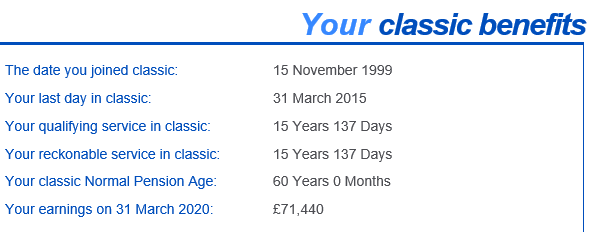 Your classic benefits
The date you joined classic: 15 November 1999
Your last day in classic: 31 March 2015
Your qualifying service in classic: 15 Years 137 Days
Your reckonable service in classic: 15 Years 137 Days
Your classic Normal Pension Age: 60 Years 0 Months
Your earnings on 31 March 2020: £71,440